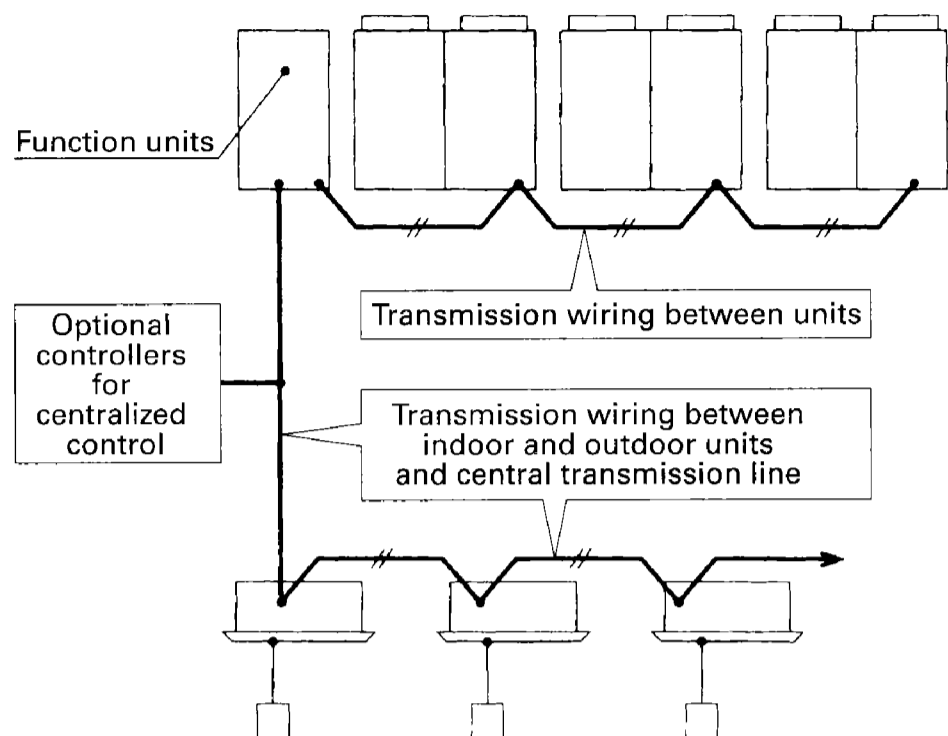 Function units
Transmission wiring between units
Optional
controllers
for
centralized
control
Transmission wiring between
indoor and outdoor units
and central transmission line